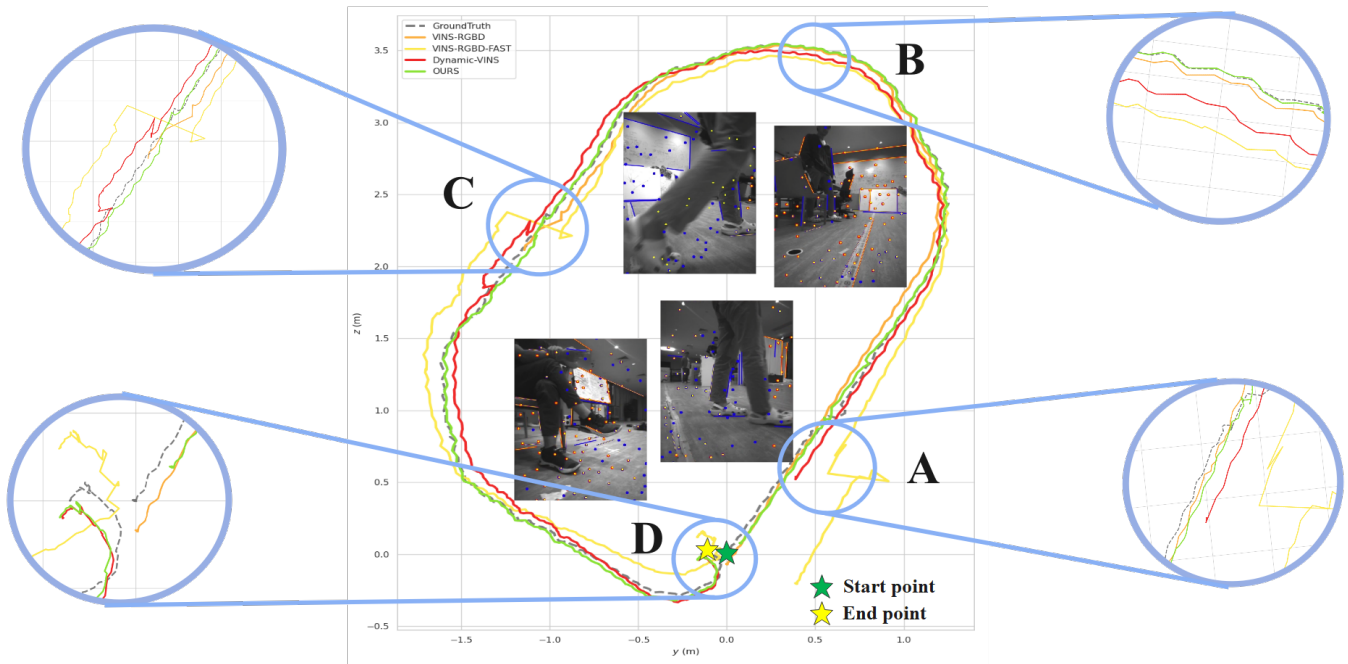 GroundTruth
VINS-RGBD
VINS-RGBD-FAST
Dynamic-VINS
OURS
B
C
A
D
3.5
3.0
2.5
2.0
1.5
1.0
0.5
0.0
−0.5
z (m)
−1.5
−1.0
−0.5
0.0
0.5
1.0
y (m)
Start point
End point